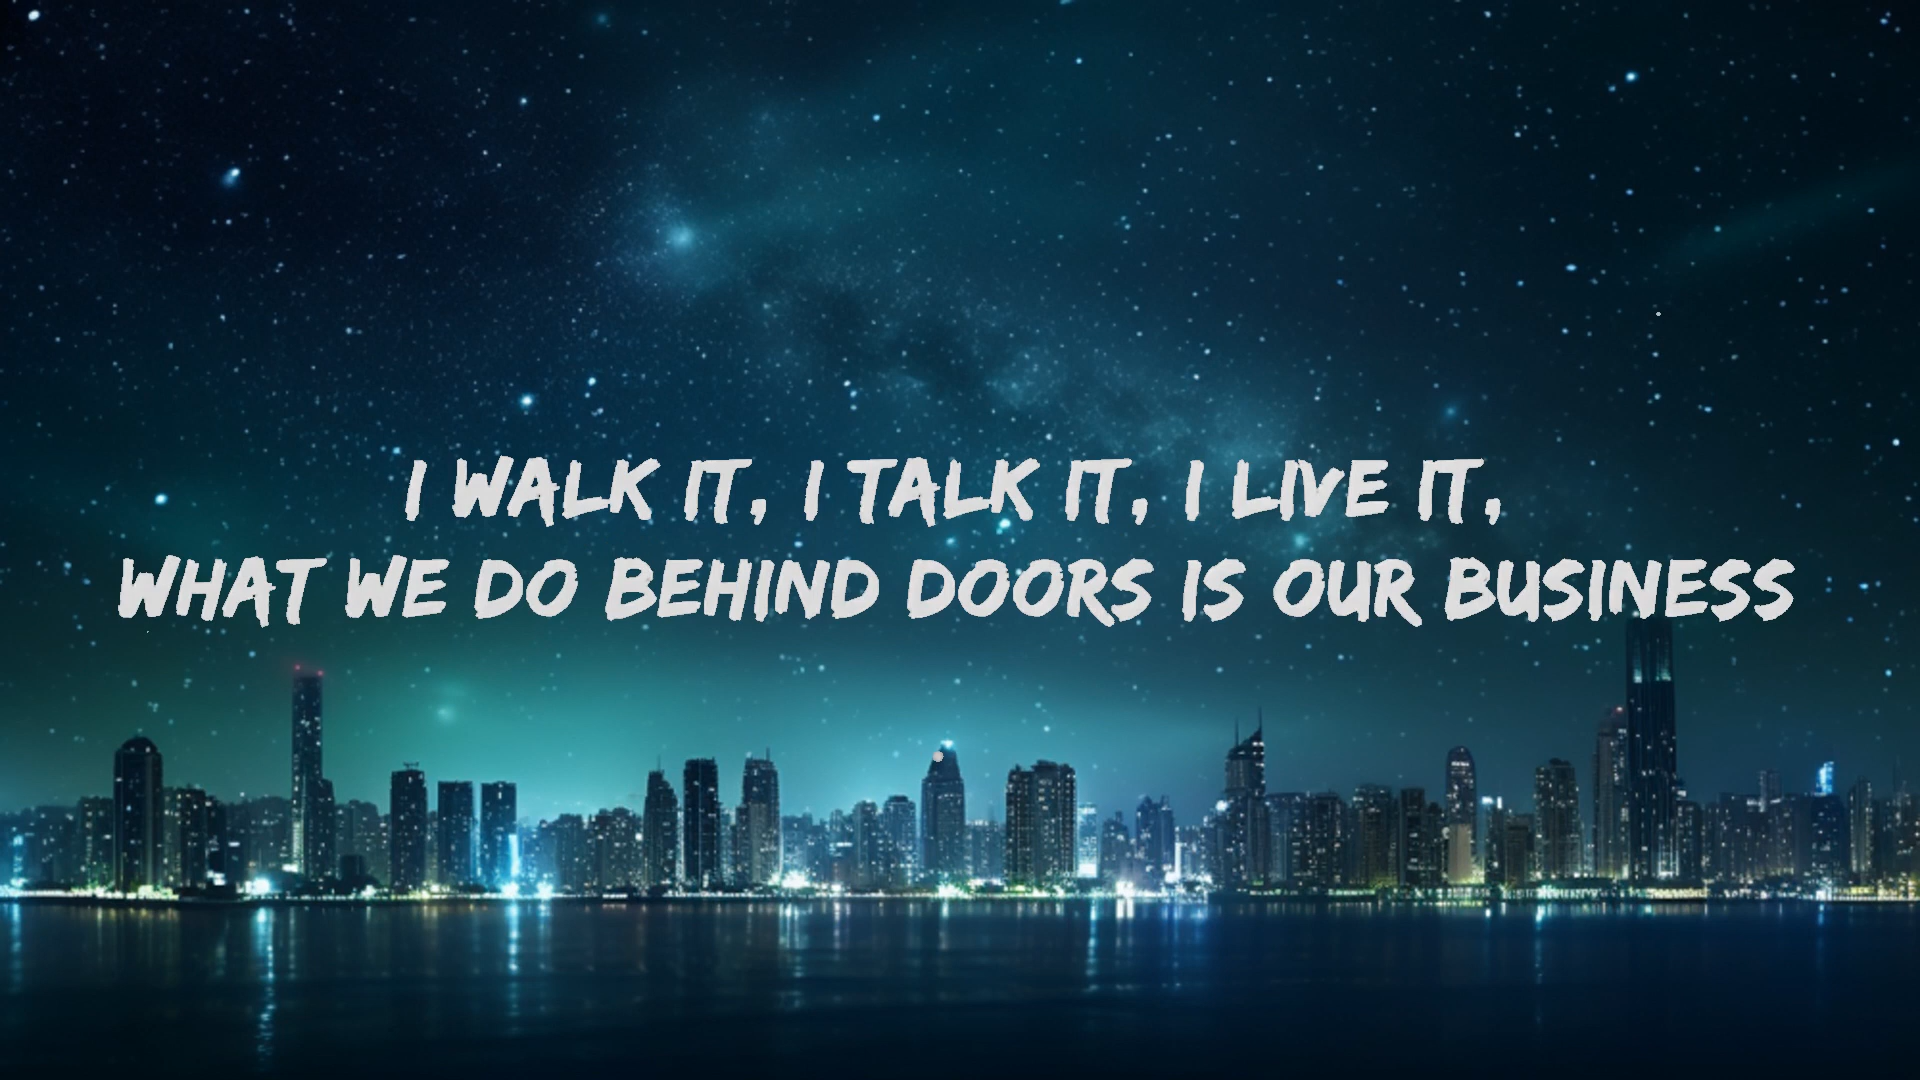 I WALK IT, I TALK IT, I LIVE IT,
WHAT WE DO BEHIND DOORS IS OUR BUSINESS